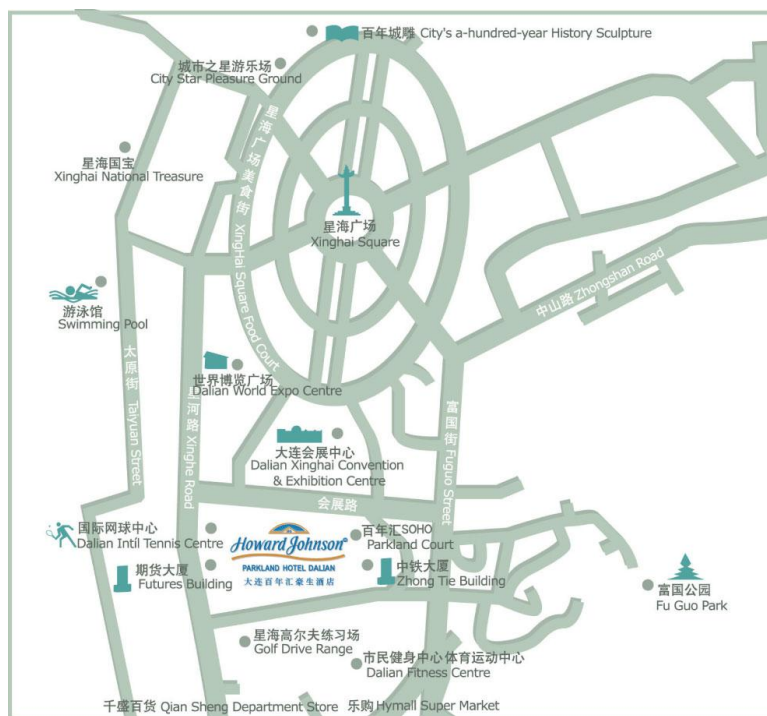 百年城雕 City's a-hundred-year History Sculpture
城市之星游乐场
City Star Pleasure Ground
星海国宝
Xinghai National Treasure
星海广场美食街 XingHai Square Food Court
星海广场
Xinghai Square
中山路 Zhongshan Road
游泳馆
Swimming Pool
太原街 Taiyuan Street
世界博览广场
Dalian World Expo Centre
星河路 Xinghe Road
富国街 Fuguo Street
大连会展中心
Dalian Xinghai Convention
& Exhibition Centre
会展路
国际网球中心
Dalian Int'l Tennis Centre
Howard Johnson®
PARKLAND HOTEL DALIAN
大连百年汇豪生酒店
百年汇SOHO
Parkland Court
期货大厦
Futures Building
中铁大厦
Zhong Tie Building
富国公园
Fu Guo Park
星海高尔夫练习场
Golf Drive Range
市民健身中心体育运动中心
Dalian Fitness Centre
千盛百货 Qian Sheng Department Store 乐购 Hymall Super Market